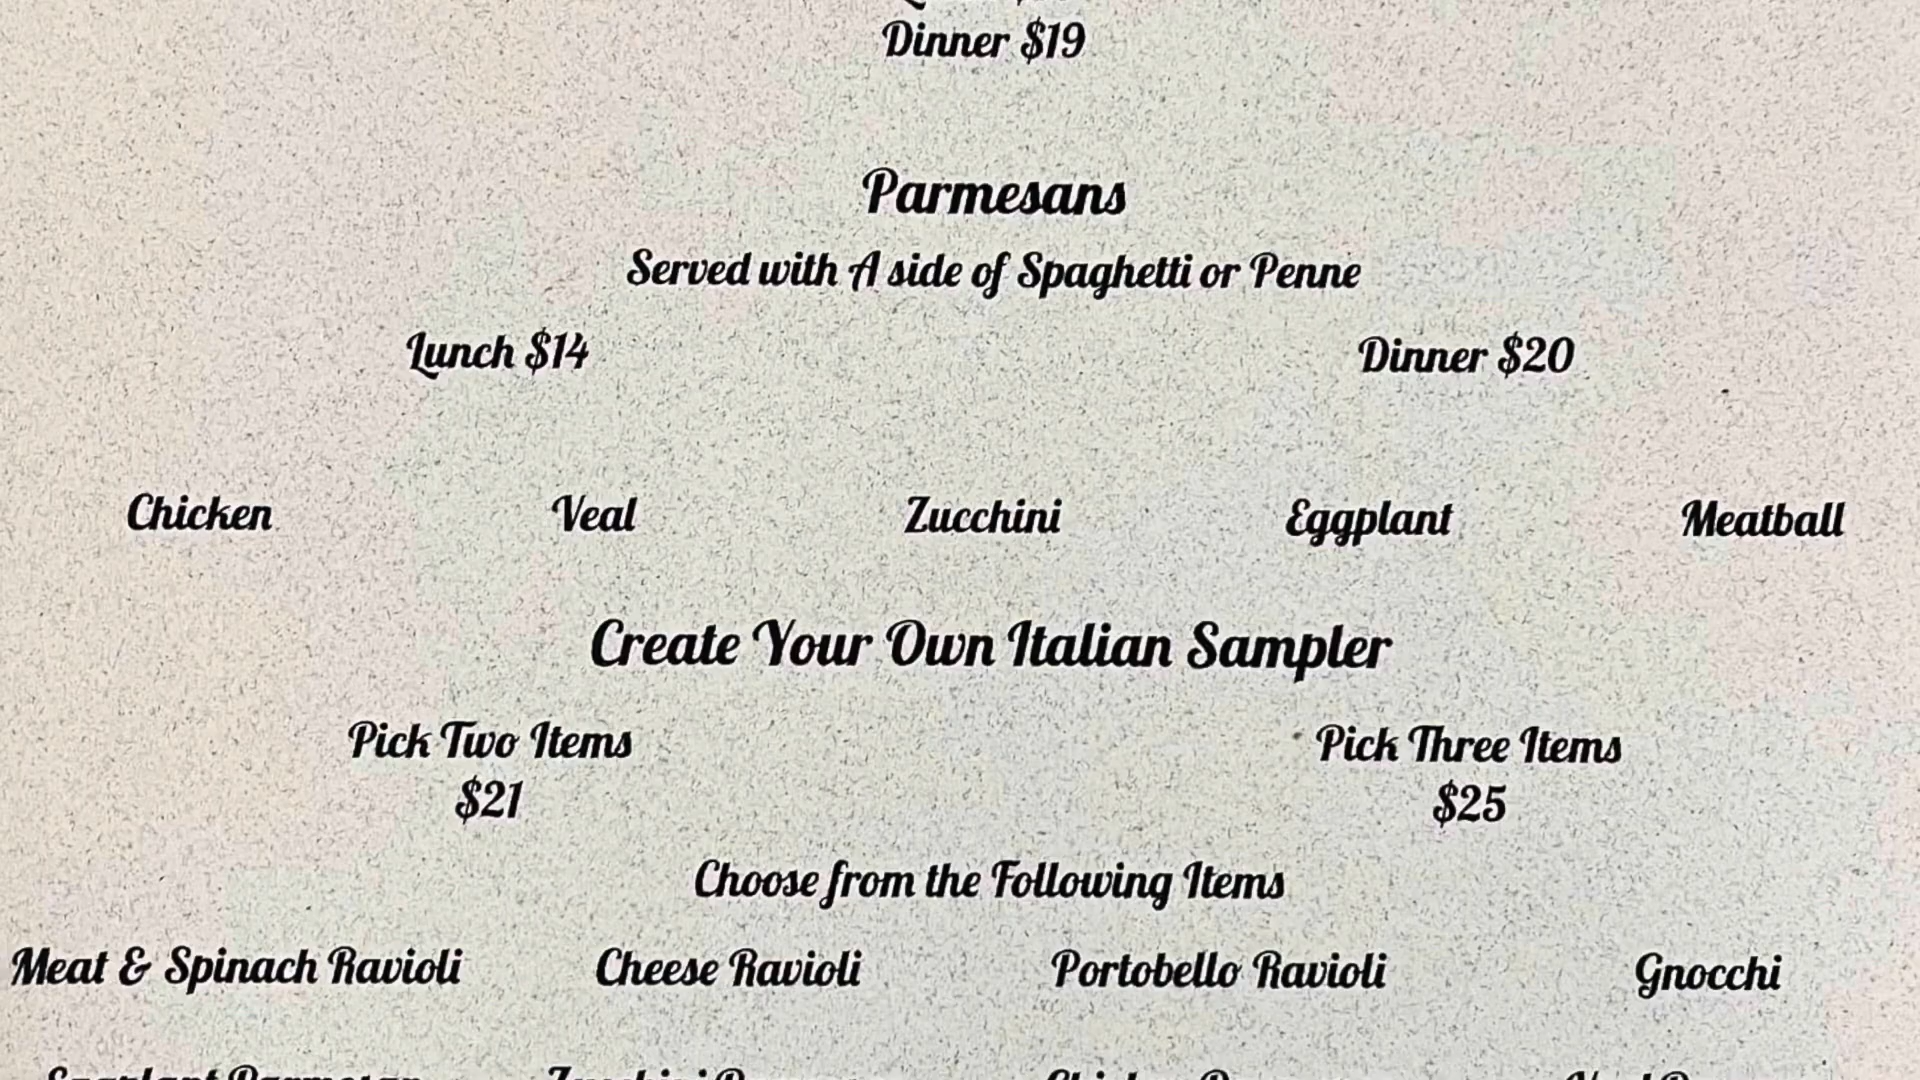 Dinner $19
Parmesans
Served with A side of Spaghetti or Penne
Lunch $14 Dinner $20
Chicken Veal Zucchini Eggplant Meatball
Create Your Own Italian Sampler
Pick Two Items Pick Three Items
$21 $25
Choose from the Following Items
Meat & Spinach Ravioli Cheese Ravioli Portobello Ravioli Gnocchi